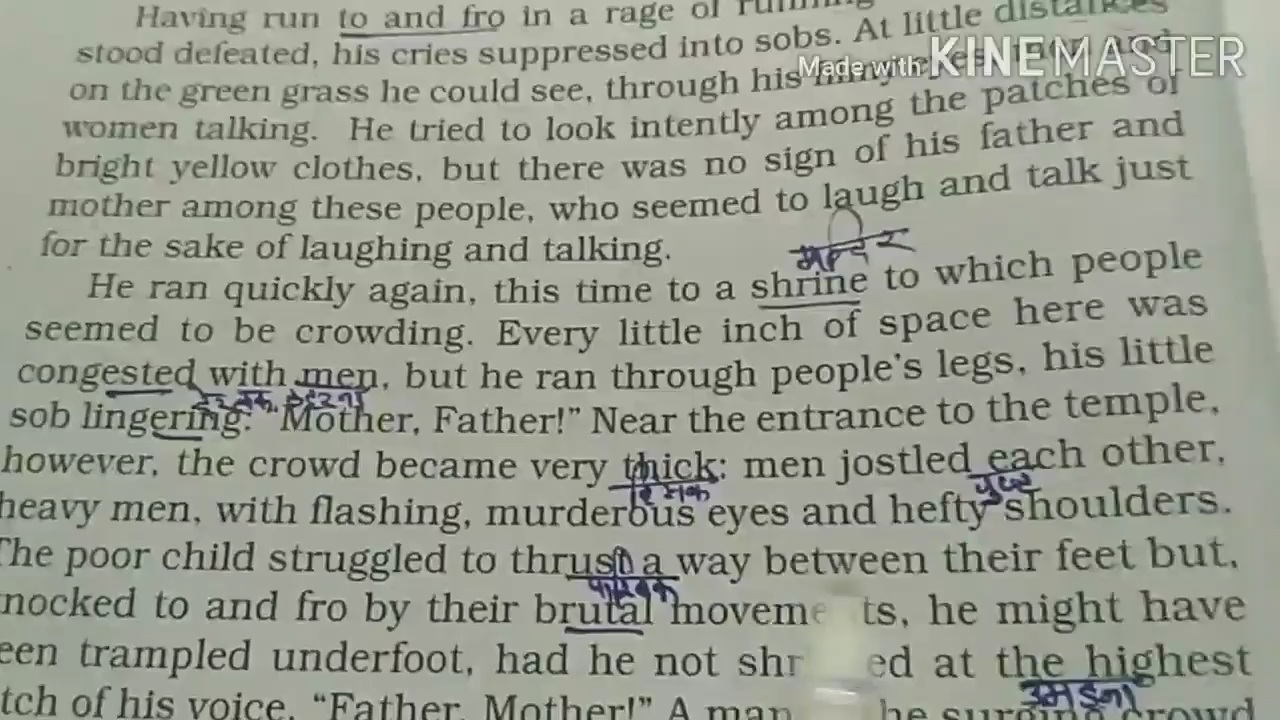 Having run to and fro in a rage of
stood defeated, his cries suppressed into sobs. At little distances
on the green grass he could see, through his
women talking. He tried to look intently among the patches of
bright yellow clothes, but there was no sign of his father and
mother among these people, who seemed to laugh and talk just
for the sake of laughing and talking.
He ran quickly again, this time to a shrine to which people
seemed to be crowding. Every little inch of space here was
congested with men, but he ran through people's legs, his little
sob lingering: "Mother, Father!" Near the entrance to the temple,
however, the crowd became very thick: men jostled each other,
heavy men, with flashing, murderous eyes and hefty shoulders.
The poor child struggled to thrust a way between their feet but,
nocked to and fro by their brutal movements, he might have
een trampled underfoot, had he not shr ed at the highest
tch of his voice, "Father, Mother!" A man he surging crowd
Made with KINEMASTER
उमड़ना